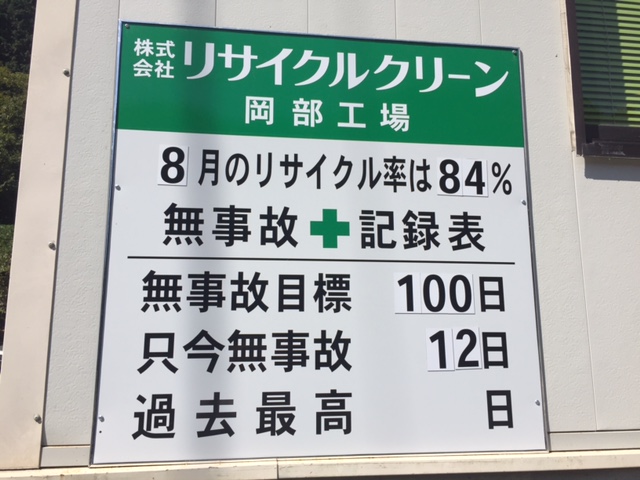 株式会社 リサイクルクリーン
岡部工場
8月のリサイクル率は84%
無事故✚記録表
無事故目標 100日
只今無事故 12日
過去最高 日